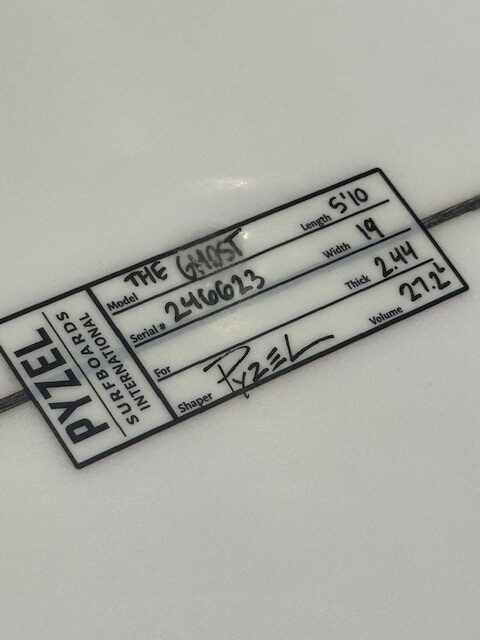 PYZEL
SURFBOARDS
INTERNATIONAL
Model THE GHOST Length 5'10
Serial # 246623 Width 19
For Thick 2.44
Shaper PYZEL Volume 27.2L